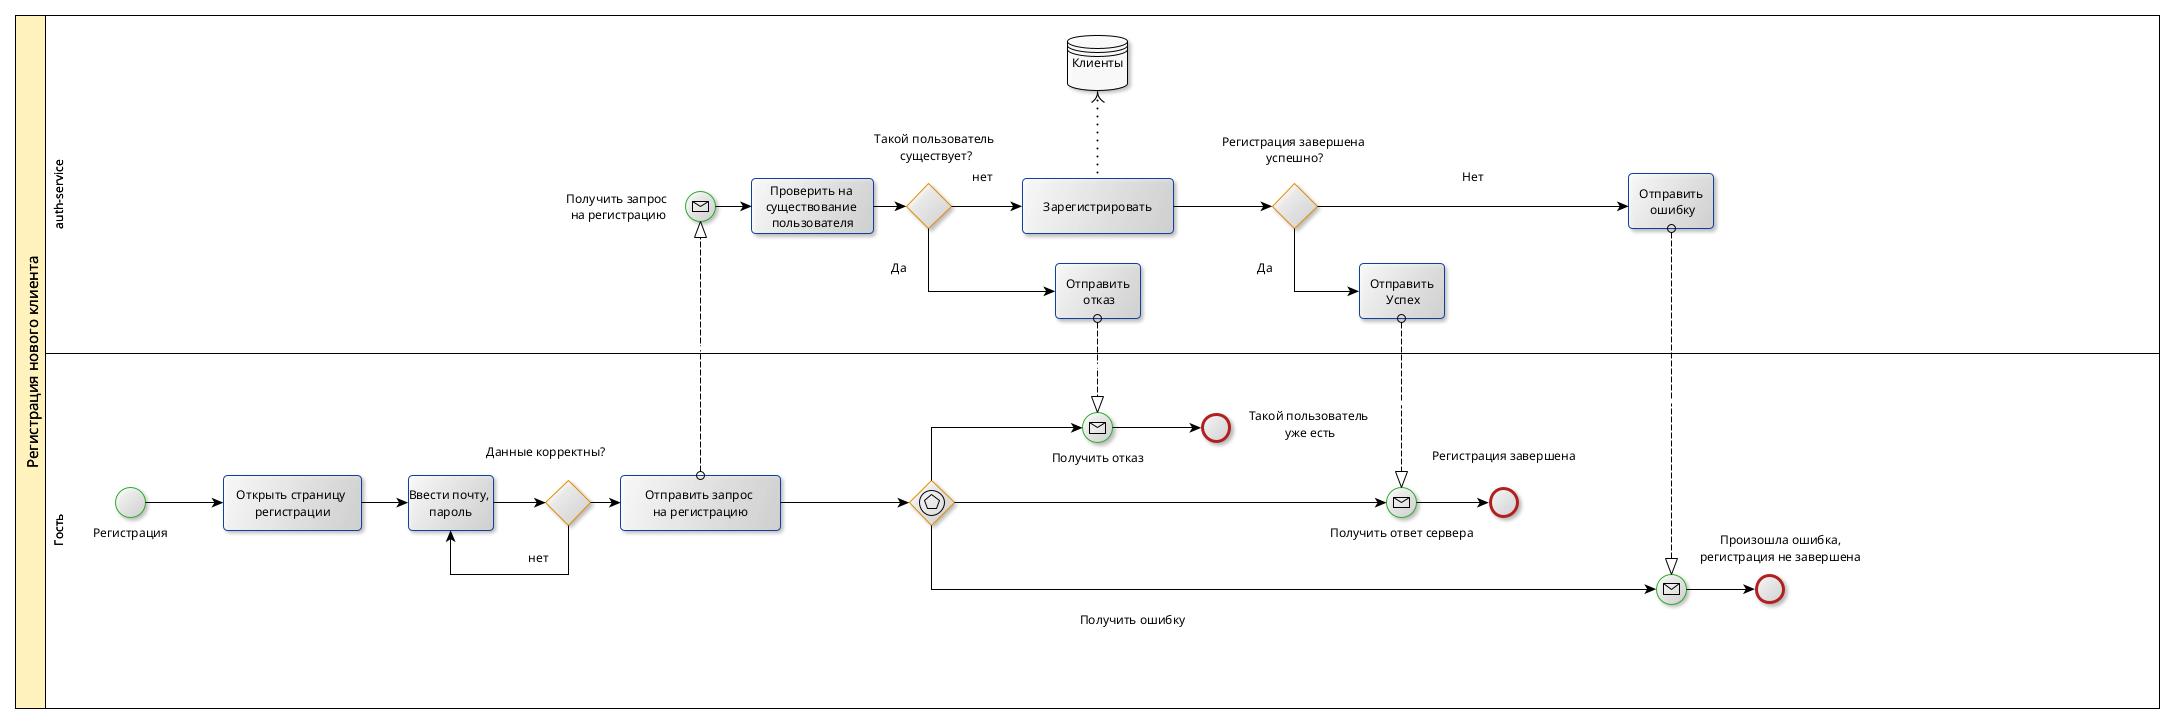 Регистрация нового клиента
auth-service
Клиенты
Такой пользователь
существует?
Регистрация завершена
успешно?
нет
Нет
Получить запрос
на регистрацию
Проверить на
существование
пользователя
Зарегистрировать
Отправить
ошибку
Да
Да
Отправить
отказ
Отправить
Успех
Гость
Такой пользователь
уже есть
Получить отказ
Данные корректны?
Регистрация завершена
Открыть страницу
регистрации
Ввести почту,
пароль
Отправить запрос
на регистрацию
Регистрация
Получить ответ сервера
нет
Произошла ошибка,
регистрация не завершена
Получить ошибку